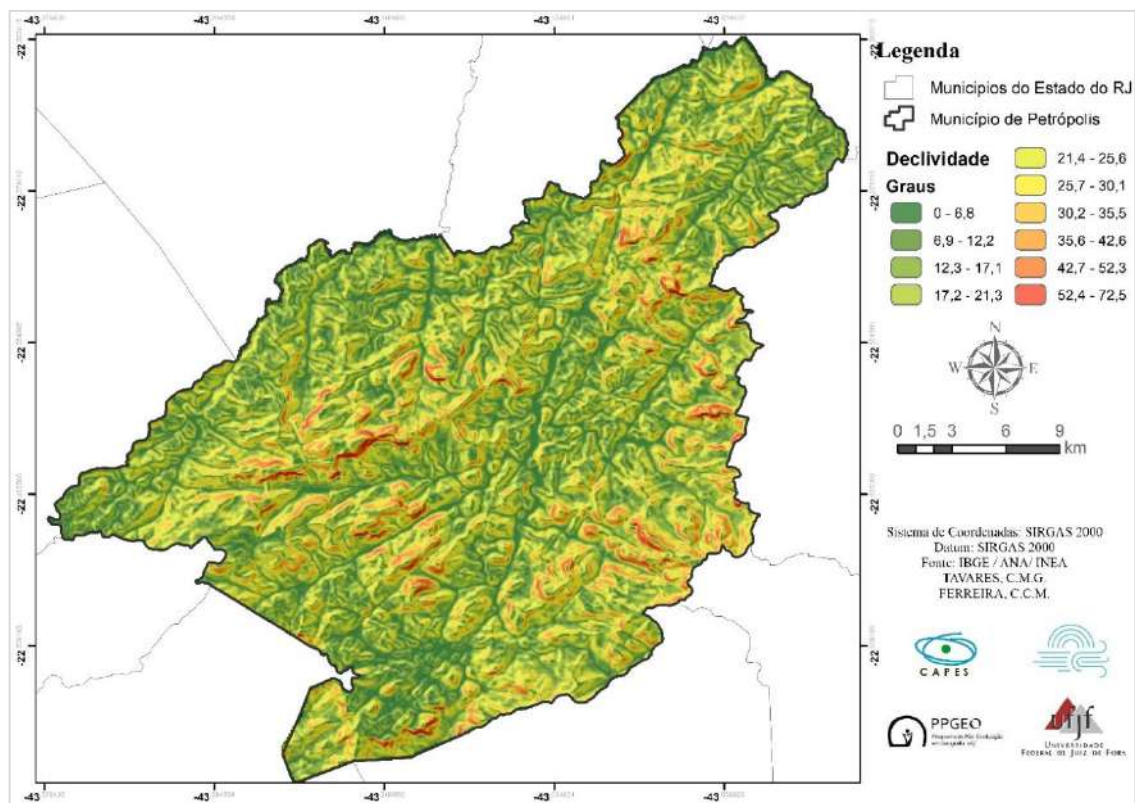 -43
-43
-43
-43
-43
-22
-22
-22
-22
-22
-22
-22
-22
-22
-22
-43
-43
-43
-43
-43
Legenda
Municipios do Estado do RJ
Município de Petrópolis
Declividade
Graus
0 - 6,8
6,9 - 12,2
12,3 - 17,1
17,2 - 21,3
21,4 - 25,6
25,7 - 30,1
30,2 - 35,5
35,6 - 42,6
42,7 - 52,3
52,4 - 72,5
N
W E
S
0 1,5 3 6 9
km
Sistema de Coordenadas: SIRGAS 2000
Datum: SIRGAS 2000
Fonte: IBGE / ANA/ INEA
TAVARES, C.M.G.
FERREIRA, C.C.M.
CAPES
PPGEO
ufjf
UNIVERSIDADE
FEDERAL DE JUIZ DE FORA